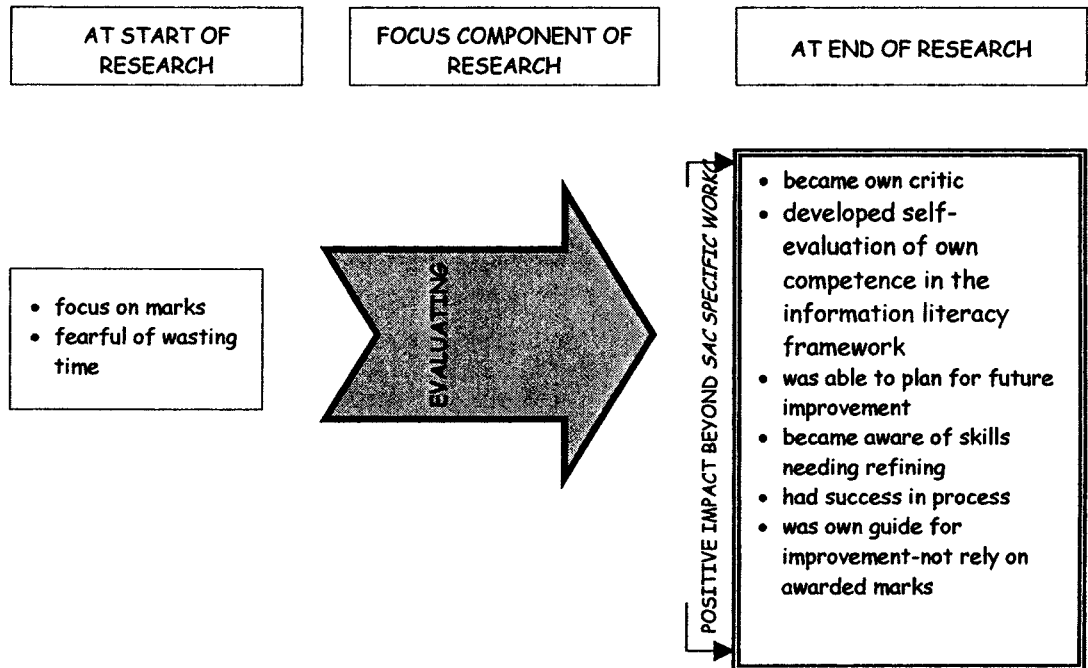 AT START OF
RESEARCH
FOCUS COMPONENT OF
RESEARCH
AT END OF RESEARCH
• focus on marks
• fearful of wasting
time
EVALUATING
POSITIVE IMPACT BEYOND SAC SPECIFIC WORK
• became own critic
• developed self-
evaluation of own
competence in the
information literacy
framework
• was able to plan for future
improvement
• became aware of skills
needing refining
• had success in process
• was own guide for
improvement-not rely on
awarded marks